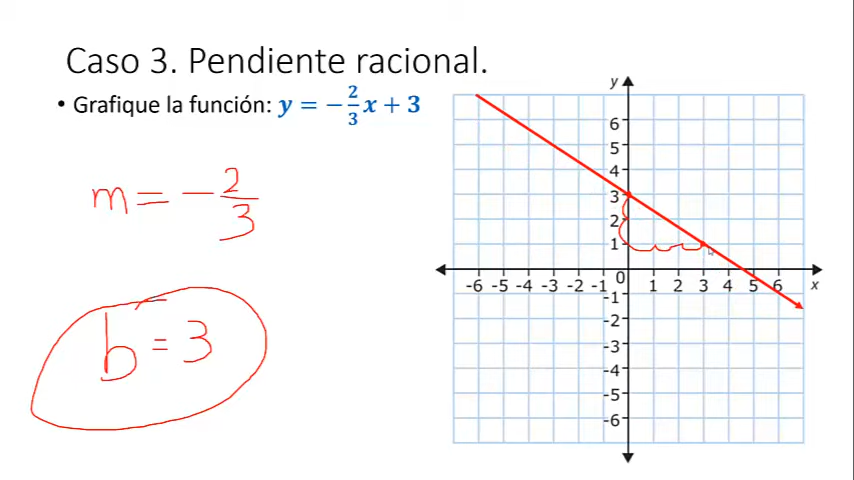 Caso 3. Pendiente racional.
• Grafique la función: y = −2/3 x + 3
m = − 2/3
b = 3
y
6
5
4
3
2
1
0
-6 -5 -4 -3 -2 -1 1 2 3 4 5 6 x
-1
-2
-3
-4
-5
-6